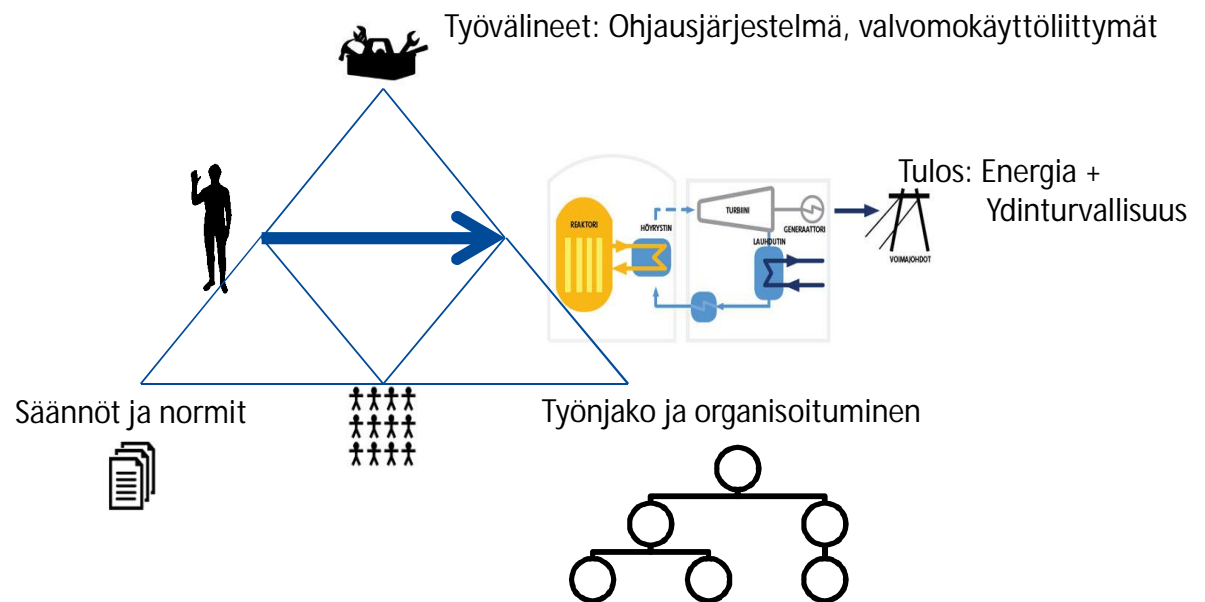 Työvälineet: Ohjausjärjestelmä, valvomokäyttöliittymät
Tulos: Energia +
Ydinturvallisuus
REAKTORI
HÖYRYSTIN
TURBIINI
GENERAATTORI
LAUHDUTIN
VOIMAJOHDOT
Säännöt ja normit
Työnjako ja organisoituminen